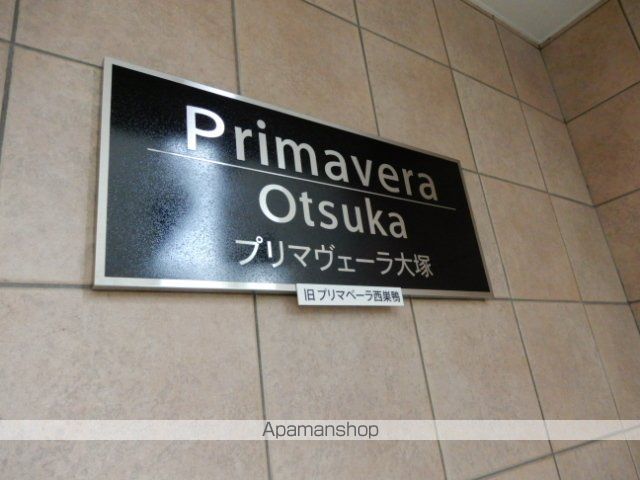 Primavera
Otsuka
プリマヴェーラ大塚
旧プリマベーラ西巣鴨
Apamanshop